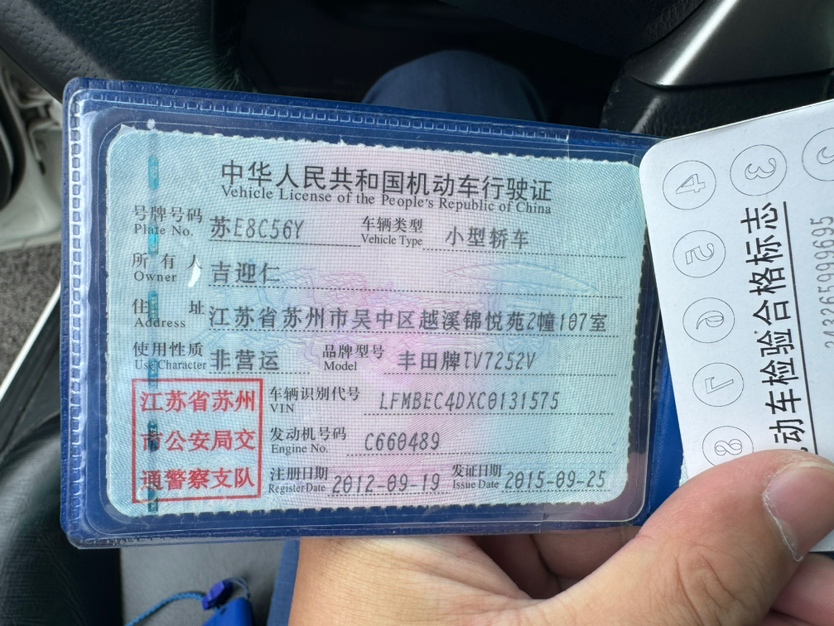 中华人民共和国机动车行驶证
Vehicle License of the People's Republic of China
号牌号码 苏E8C56Y 车辆类型 小型轿车
Plate No. Vehicle Type
所有人 吉迎仁
Owner
住址 江苏省苏州市吴中区越溪锦悦苑2幢107室
Address
使用性质 非营运 品牌型号 丰田牌TV7252V
Use Character Model
江苏省苏州
市公安局交
通警察支队
车辆识别代号 LFMBEC4DXC0131575
VIN
发动机号码 C660489
Engine No.
注册日期 2012-09-19 发证日期 2015-09-25
Register Date Issue Date
动车检验合格标志
3
4
5
6
7
8